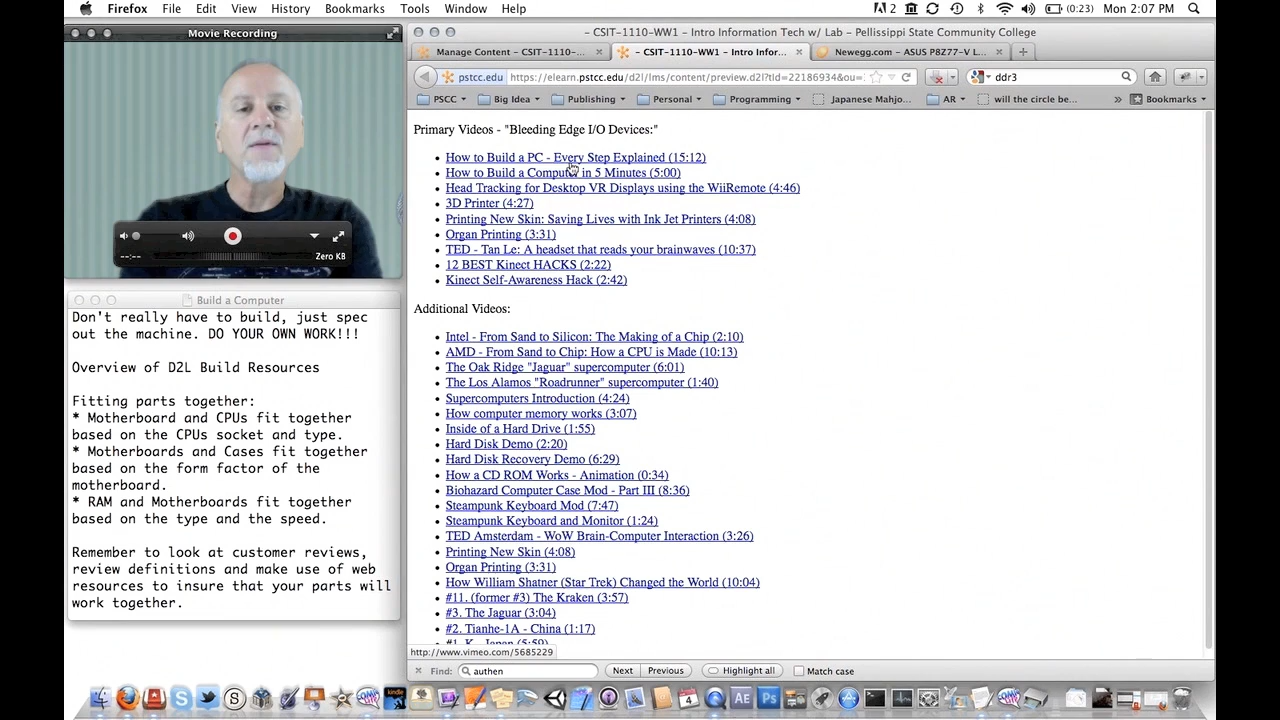 Firefox File Edit View History Bookmarks Tools Window Help
2 (0:23) Mon 2:07 PM
Movie Recording
--:-- Zero KB
Build a Computer
Don't really have to build, just spec
out the machine. DO YOUR OWN WORK!!!
Overview of D2L Build Resources
Fitting parts together:
* Motherboard and CPUs fit together
based on the CPUs socket and type.
* Motherboards and Cases fit together
based on the form factor of the
motherboard.
* RAM and Motherboards fit together
based on the type and the speed.
Remember to look at customer reviews,
review definitions and make use of web
resources to insure that your parts will
work together.
– CSIT-1110-WW1 – Intro Information Tech w/ Lab – Pellissippi State Community College
Manage Content – CSIT-1110-... – CSIT-1110-WW1 – Intro Infor... Newegg.com – ASUS P8Z77-V L...
pstcc.edu https://elearn.pstcc.edu/d2l/lms/content/preview.d2l?tId=22186934&ou= ddr3
PSCC Big Idea Publishing Personal Programming Japanese Mahjo... AR will the circle be... » Bookmarks
Primary Videos - "Bleeding Edge I/O Devices:"
• How to Build a PC - Every Step Explained (15:12)
• How to Build a Computer in 5 Minutes (5:00)
• Head Tracking for Desktop VR Displays using the WiiRemote (4:46)
• 3D Printer (4:27)
• Printing New Skin: Saving Lives with Ink Jet Printers (4:08)
• Organ Printing (3:31)
• TED - Tan Le: A headset that reads your brainwaves (10:37)
• 12 BEST Kinect HACKS (2:22)
• Kinect Self-Awareness Hack (2:42)
Additional Videos:
• Intel - From Sand to Silicon: The Making of a Chip (2:10)
• AMD - From Sand to Chip: How a CPU is Made (10:13)
• The Oak Ridge "Jaguar" supercomputer (6:01)
• The Los Alamos "Roadrunner" supercomputer (1:40)
• Supercomputers Introduction (4:24)
• How computer memory works (3:07)
• Inside of a Hard Drive (1:55)
• Hard Disk Demo (2:20)
• Hard Disk Recovery Demo (6:29)
• How a CD ROM Works - Animation (0:34)
• Biohazard Computer Case Mod - Part III (8:36)
• Steampunk Keyboard Mod (7:47)
• Steampunk Keyboard and Monitor (1:24)
• TED Amsterdam - WoW Brain-Computer Interaction (3:26)
• Printing New Skin (4:08)
• Organ Printing (3:31)
• How William Shatner (Star Trek) Changed the World (10:04)
• #11. (former #3) The Kraken (3:57)
• #3. The Jaguar (3:04)
• #2. Tianhe-1A - China (1:17)
• #1. K - Japan (5:59)
http://www.vimeo.com/5685229
Find: authen Next Previous Highlight all Match case